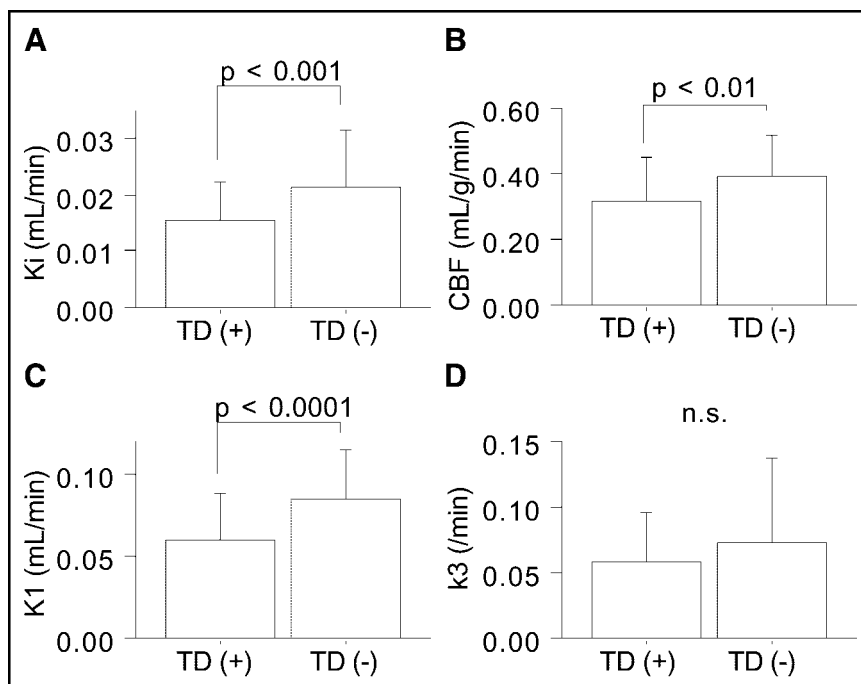 A
p < 0.001
Ki (mL/min)
0.03
0.02
0.01
0.00
TD (+)
TD (-)
B
p < 0.01
CBF (mL/g/min)
0.60
0.40
0.20
0.00
TD (+)
TD (-)
C
p < 0.0001
K1 (mL/min)
0.10
0.05
0.00
TD (+)
TD (-)
D
n.s.
k3 (/min)
0.15
0.10
0.05
0.00
TD (+)
TD (-)